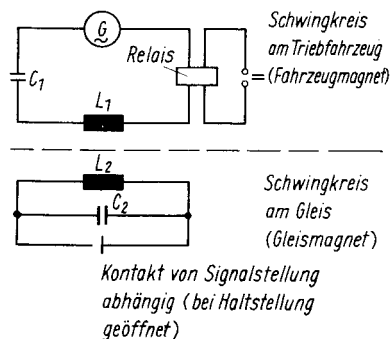 G
Relais
C1
L1
Schwingkreis
am Triebfahrzeug
(Fahrzeugmagnet)
L2
C2
Schwingkreis
am Gleis
(Gleismagnet)
Kontakt von Signalstellung
abhängig (bei Haltstellung
geöffnet)